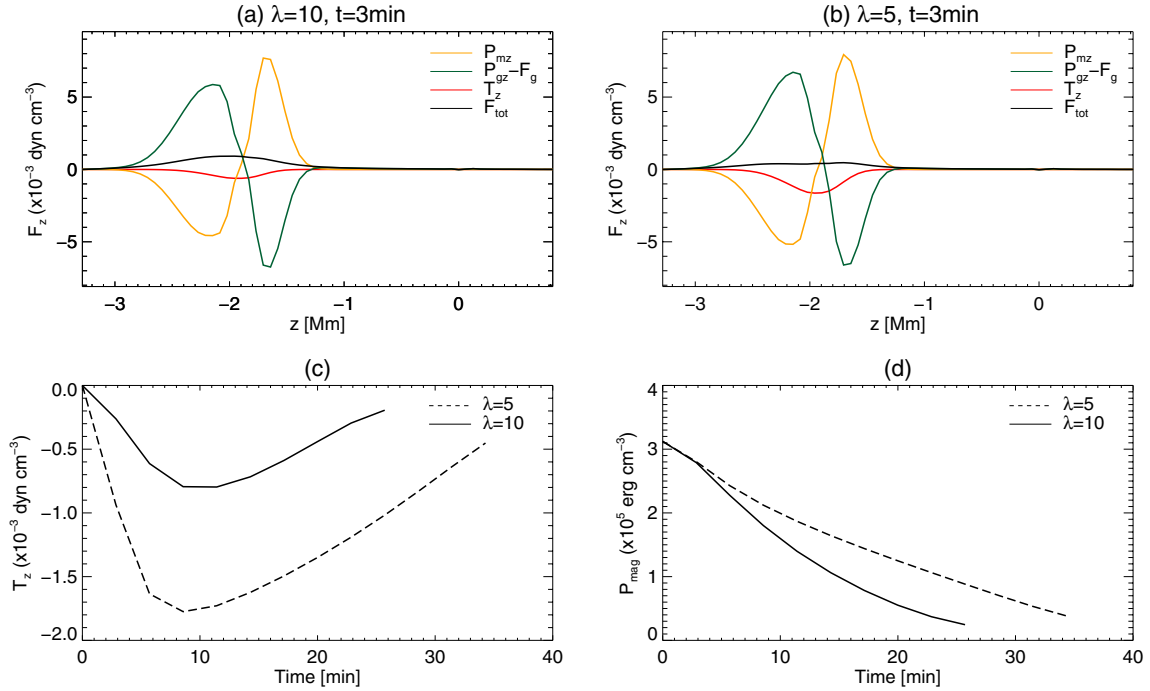 (a) λ=10, t=3min
F_z (x10⁻³ dyn cm⁻³)
5
0
−5
P_mz
P_gz−F_g
T_z
F_tot
−3 −2 −1 0
z [Mm]
(b) λ=5, t=3min
F_z (x10⁻³ dyn cm⁻³)
5
0
−5
P_mz
P_gz−F_g
T_z
F_tot
−3 −2 −1 0
z [Mm]
(c)
T_z (x10⁻³ dyn cm⁻³)
0.0
−0.5
−1.0
−1.5
−2.0
λ=5
λ=10
0 10 20 30 40
Time [min]
(d)
P_mag (x10⁵ erg cm⁻³)
4
3
2
1
0
λ=5
λ=10
0 10 20 30 40
Time [min]